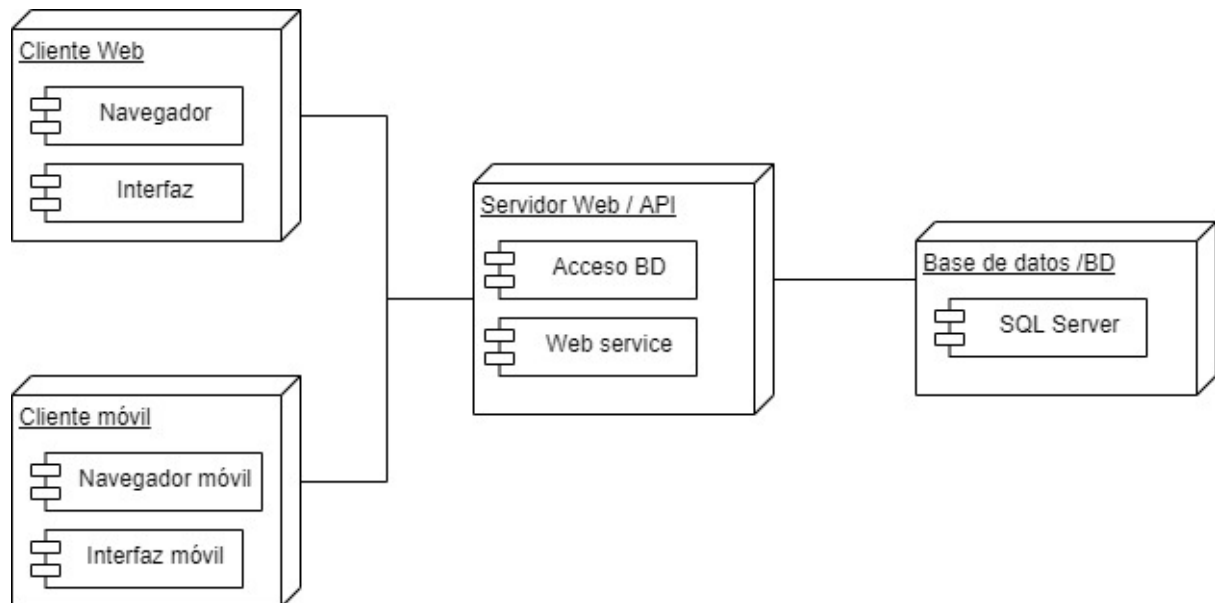 Cliente Web
Navegador
Interfaz
Servidor Web / API
Acceso BD
Web service
Base de datos /BD
SQL Server
Cliente móvil
Navegador móvil
Interfaz móvil